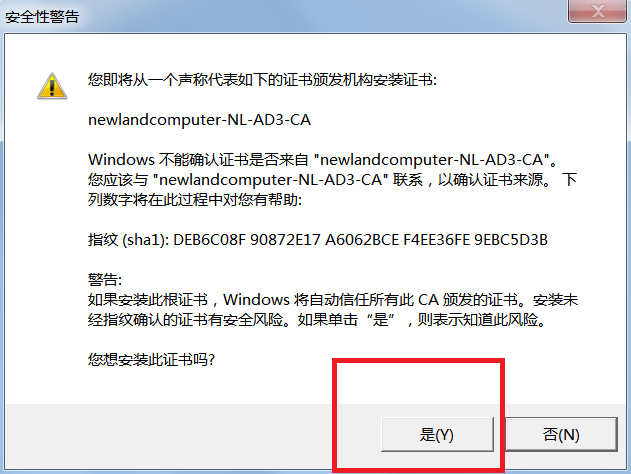 安全性警告
您即将从一个声称代表如下的证书颁发机构安装证书:
newlandcomputer-NL-AD3-CA
Windows 不能确认证书是否来自 "newlandcomputer-NL-AD3-CA"。
您应该与 "newlandcomputer-NL-AD3-CA" 联系，以确认证书来源。 下
列数字将在此过程中对您有帮助:
指纹 (sha1): DEB6C08F 90872E17 A6062BCE F4EE36FE 9EBC5D3B
警告:
如果安装此根证书，Windows 将自动信任所有此 CA 颁发的证书。安装未
经指纹确认的证书有安全风险。如果单击“是”，则表示知道此风险。
您想安装此证书吗?
是(Y) 否(N)